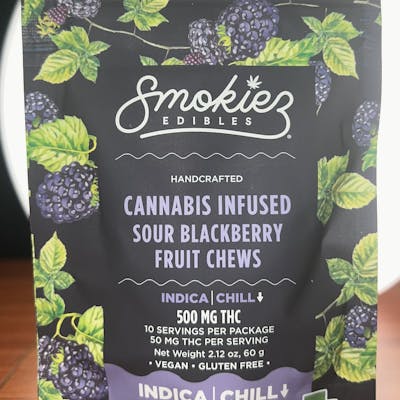 Smokiez
EDIBLES
HANDCRAFTED
CANNABIS INFUSED
SOUR BLACKBERRY
FRUIT CHEWS
INDICA | CHILL↓
500 MG THC
10 SERVINGS PER PACKAGE
50 MG THC PER SERVING
Net Weight 2.12 oz, 60 g
• VEGAN • GLUTEN FREE •
INDICA | CHILL↓